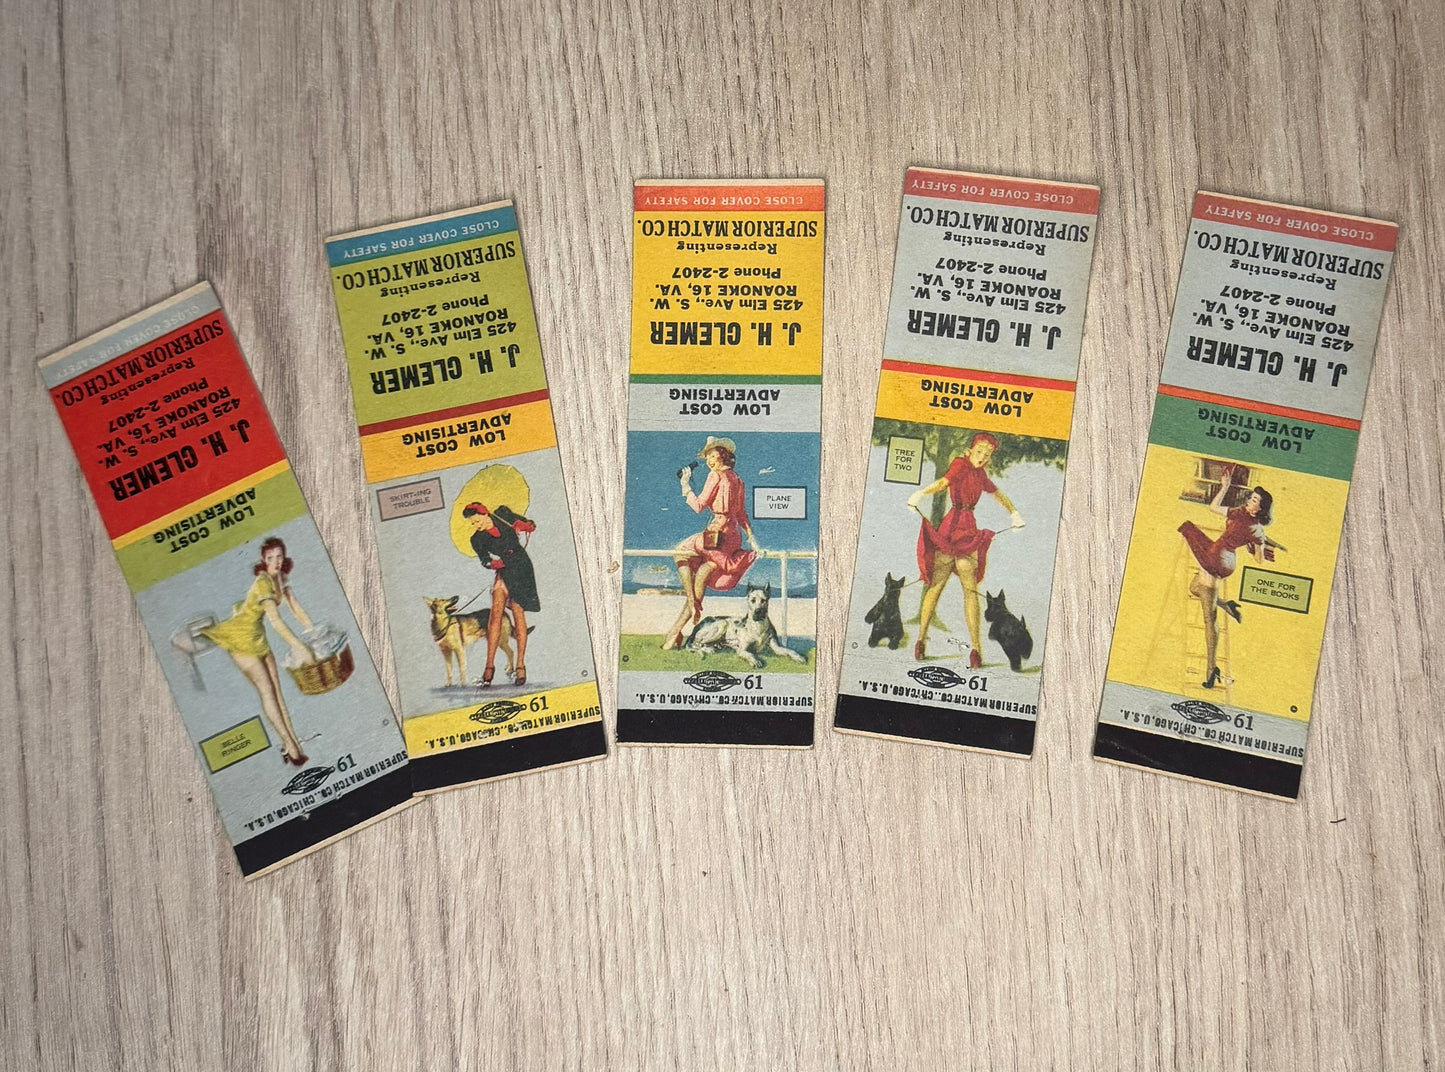 CLOSE COVER FOR SAFETY
SUPERIOR MATCH CO.
Representing
Phone 2-2407
ROANOKE 16, VA.
425 Elm Ave., S. W.
J. H. CLEMER
LOW COST
ADVERTISING
BELLE
RINGER
61
SUPERIOR MATCH CO., CHICAGO, U.S.A.
CLOSE COVER FOR SAFETY
SUPERIOR MATCH CO.
Representing
Phone 2-2407
ROANOKE 16, VA.
425 Elm Ave., S. W.
J. H. CLEMER
LOW COST
ADVERTISING
SKIRT-ING
TROUBLE
61
SUPERIOR MATCH CO., CHICAGO, U.S.A.
CLOSE COVER FOR SAFETY
SUPERIOR MATCH CO.
Representing
Phone 2-2407
ROANOKE 16, VA.
425 Elm Ave., S. W.
J. H. CLEMER
LOW COST
ADVERTISING
PLANE
VIEW
61
SUPERIOR MATCH CO., CHICAGO, U.S.A.
CLOSE COVER FOR SAFETY
SUPERIOR MATCH CO.
Representing
Phone 2-2407
ROANOKE 16, VA.
425 Elm Ave., S. W.
J. H. CLEMER
LOW COST
ADVERTISING
TREE
FOR
TWO
61
SUPERIOR MATCH CO., CHICAGO, U.S.A.
CLOSE COVER FOR SAFETY
SUPERIOR MATCH CO.
Representing
Phone 2-2407
ROANOKE 16, VA.
425 Elm Ave., S. W.
J. H. CLEMER
LOW COST
ADVERTISING
ONE FOR
THE BOOKS
61
SUPERIOR MATCH CO., CHICAGO, U.S.A.